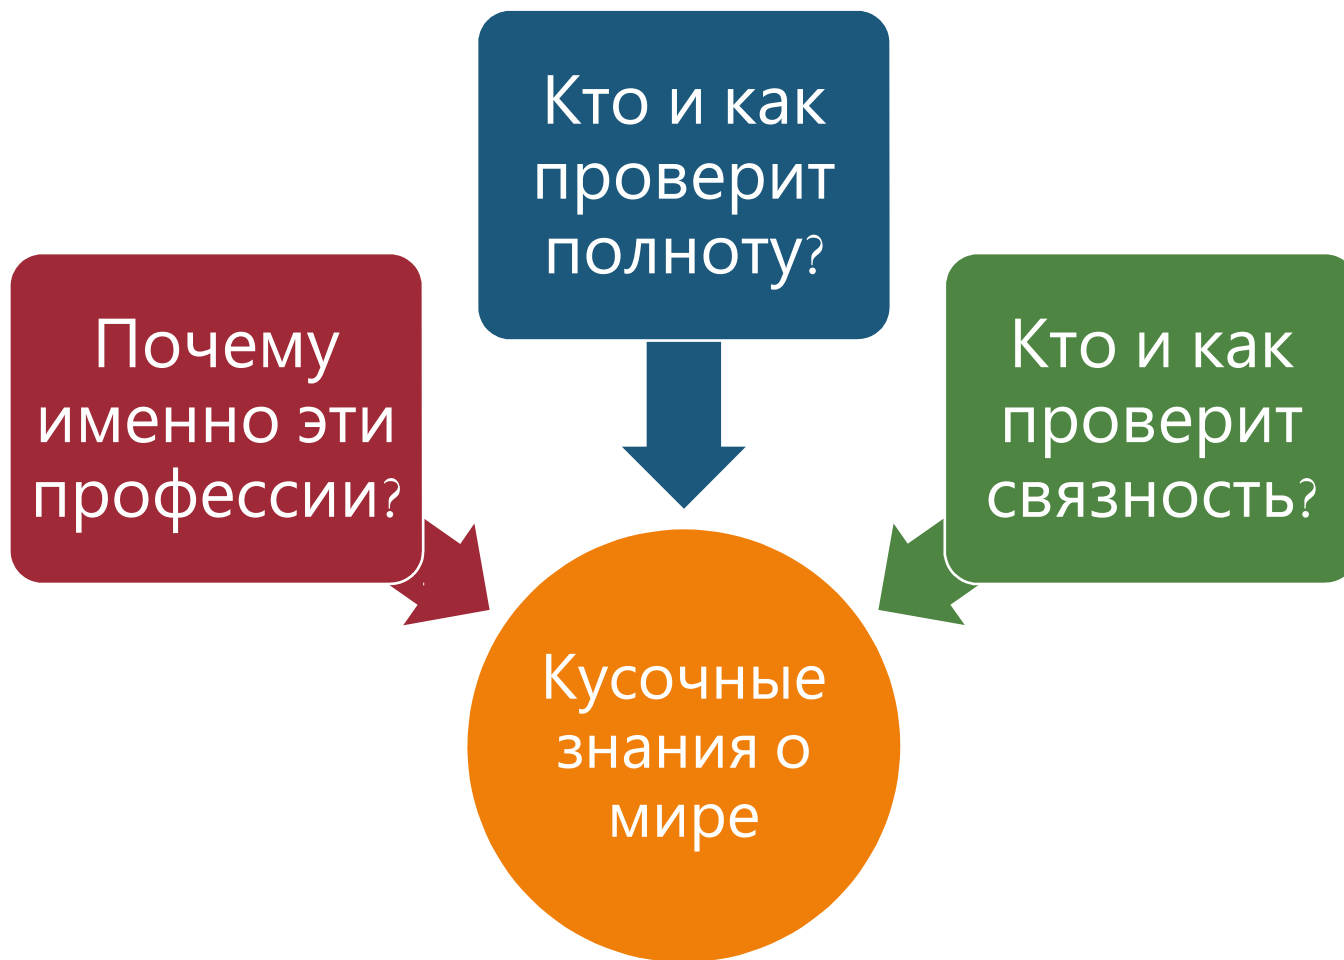 Почему
именно эти
профессии?
Кто и как
проверит
полноту?
Кто и как
проверит
связность?
Кусочные
знания о
мире